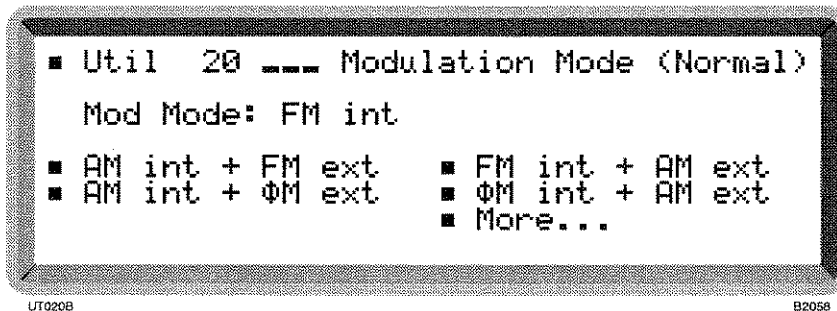 ▪ Util 20 ▂▂▂ Modulation Mode (Normal)
Mod Mode: FM int
▪ AM int + FM ext ▪ FM int + AM ext
▪ AM int + ΦM ext ▪ ΦM int + AM ext
▪ More...
UT020B B2058